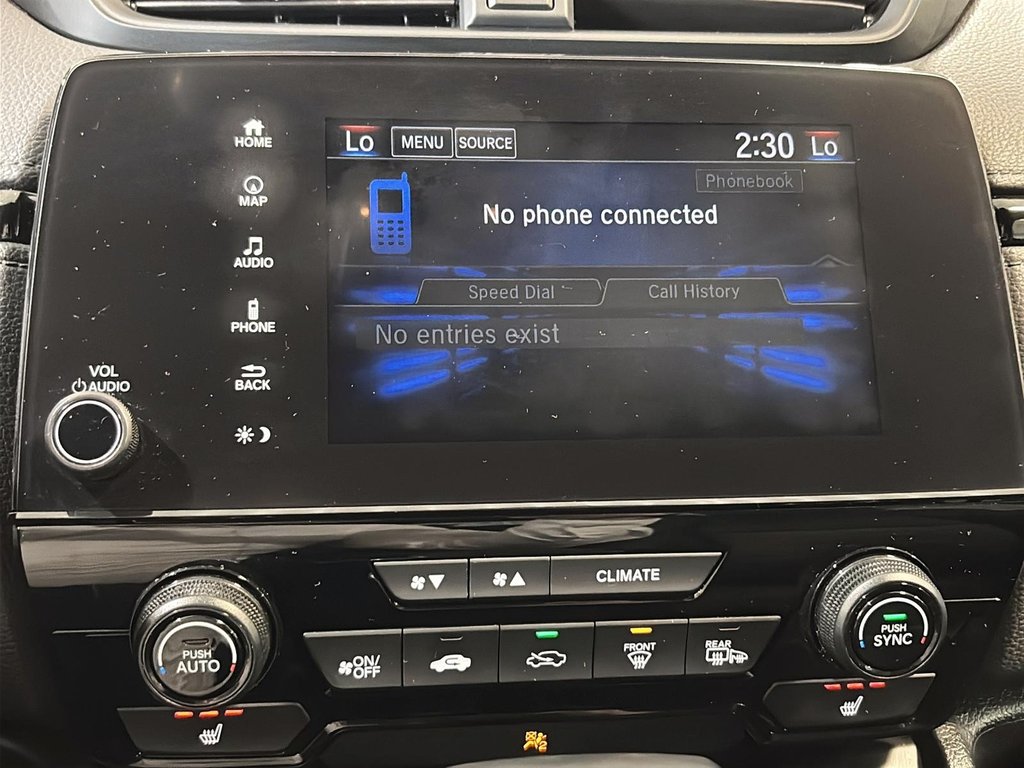 HOME
MAP
AUDIO
PHONE
BACK
VOL
AUDIO
Lo MENU SOURCE 2:30 Lo
Phonebook
No phone connected
Speed Dial Call History
No entries exist
CLIMATE
PUSH
AUTO
ON/
OFF
FRONT
REAR
PUSH
SYNC
2